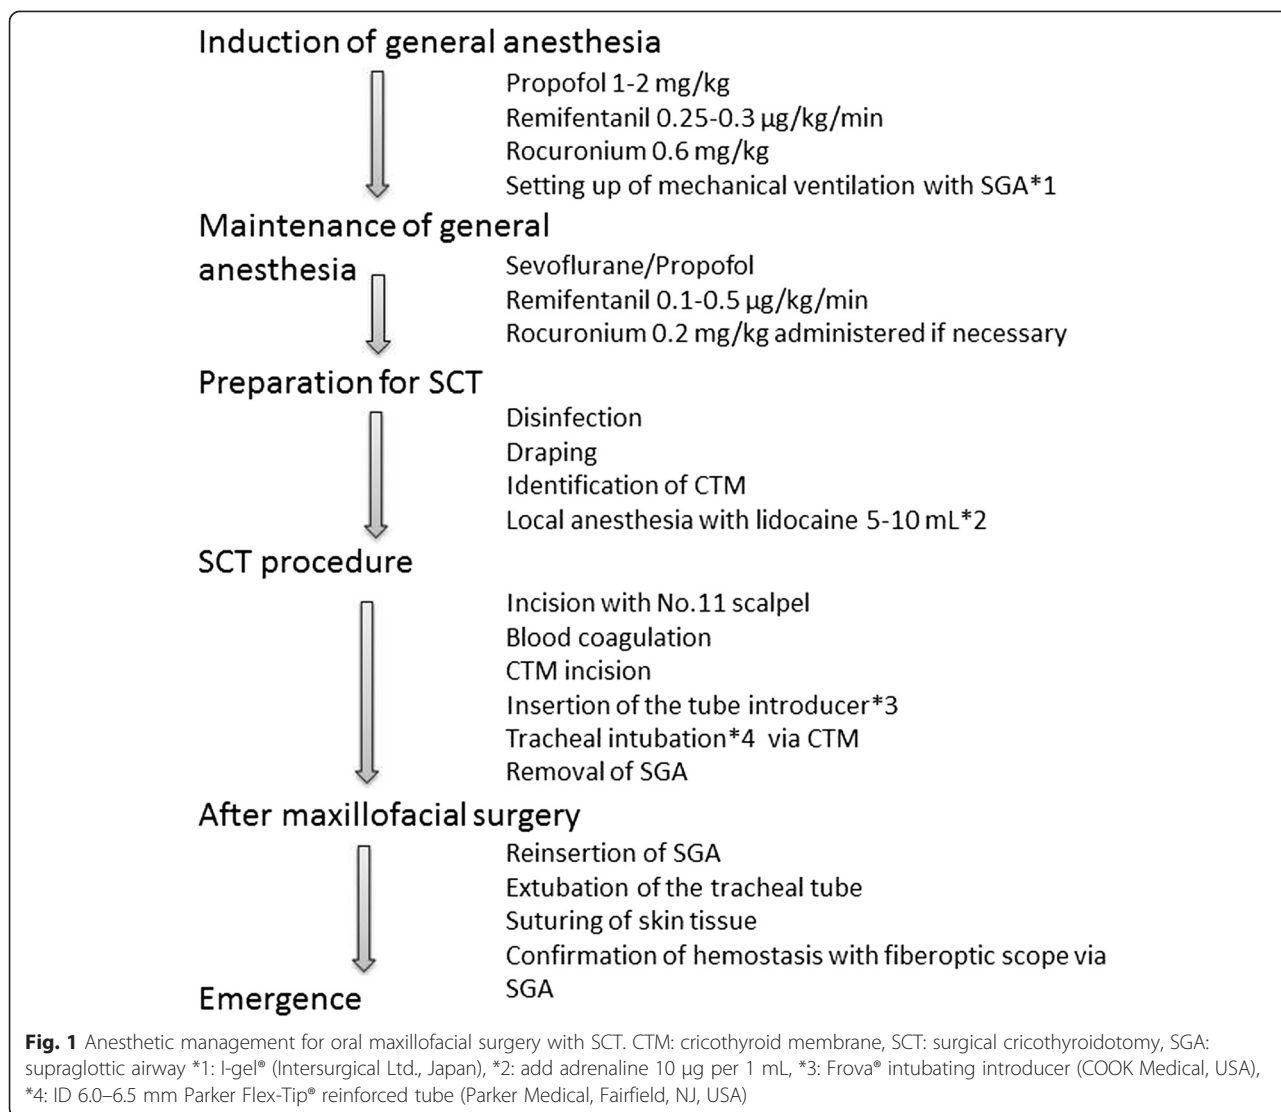 Induction of general anesthesia
Propofol 1-2 mg/kg
Remifentanil 0.25-0.3 µg/kg/min
Rocuronium 0.6 mg/kg
Setting up of mechanical ventilation with SGA*1
Maintenance of general
anesthesia
Sevoflurane/Propofol
Remifentanil 0.1-0.5 µg/kg/min
Rocuronium 0.2 mg/kg administered if necessary
Preparation for SCT
Disinfection
Draping
Identification of CTM
Local anesthesia with lidocaine 5-10 mL*2
SCT procedure
Incision with No.11 scalpel
Blood coagulation
CTM incision
Insertion of the tube introducer*3
Tracheal intubation*4 via CTM
Removal of SGA
After maxillofacial surgery
Reinsertion of SGA
Extubation of the tracheal tube
Suturing of skin tissue
Confirmation of hemostasis with fiberoptic scope via
SGA
Emergence
Fig. 1 Anesthetic management for oral maxillofacial surgery with SCT. CTM: cricothyroid membrane, SCT: surgical cricothyroidotomy, SGA:
supraglottic airway *1: I-gel® (Intersurgical Ltd., Japan), *2: add adrenaline 10 µg per 1 mL, *3: Frova® intubating introducer (COOK Medical, USA),
*4: ID 6.0–6.5 mm Parker Flex-Tip® reinforced tube (Parker Medical, Fairfield, NJ, USA)